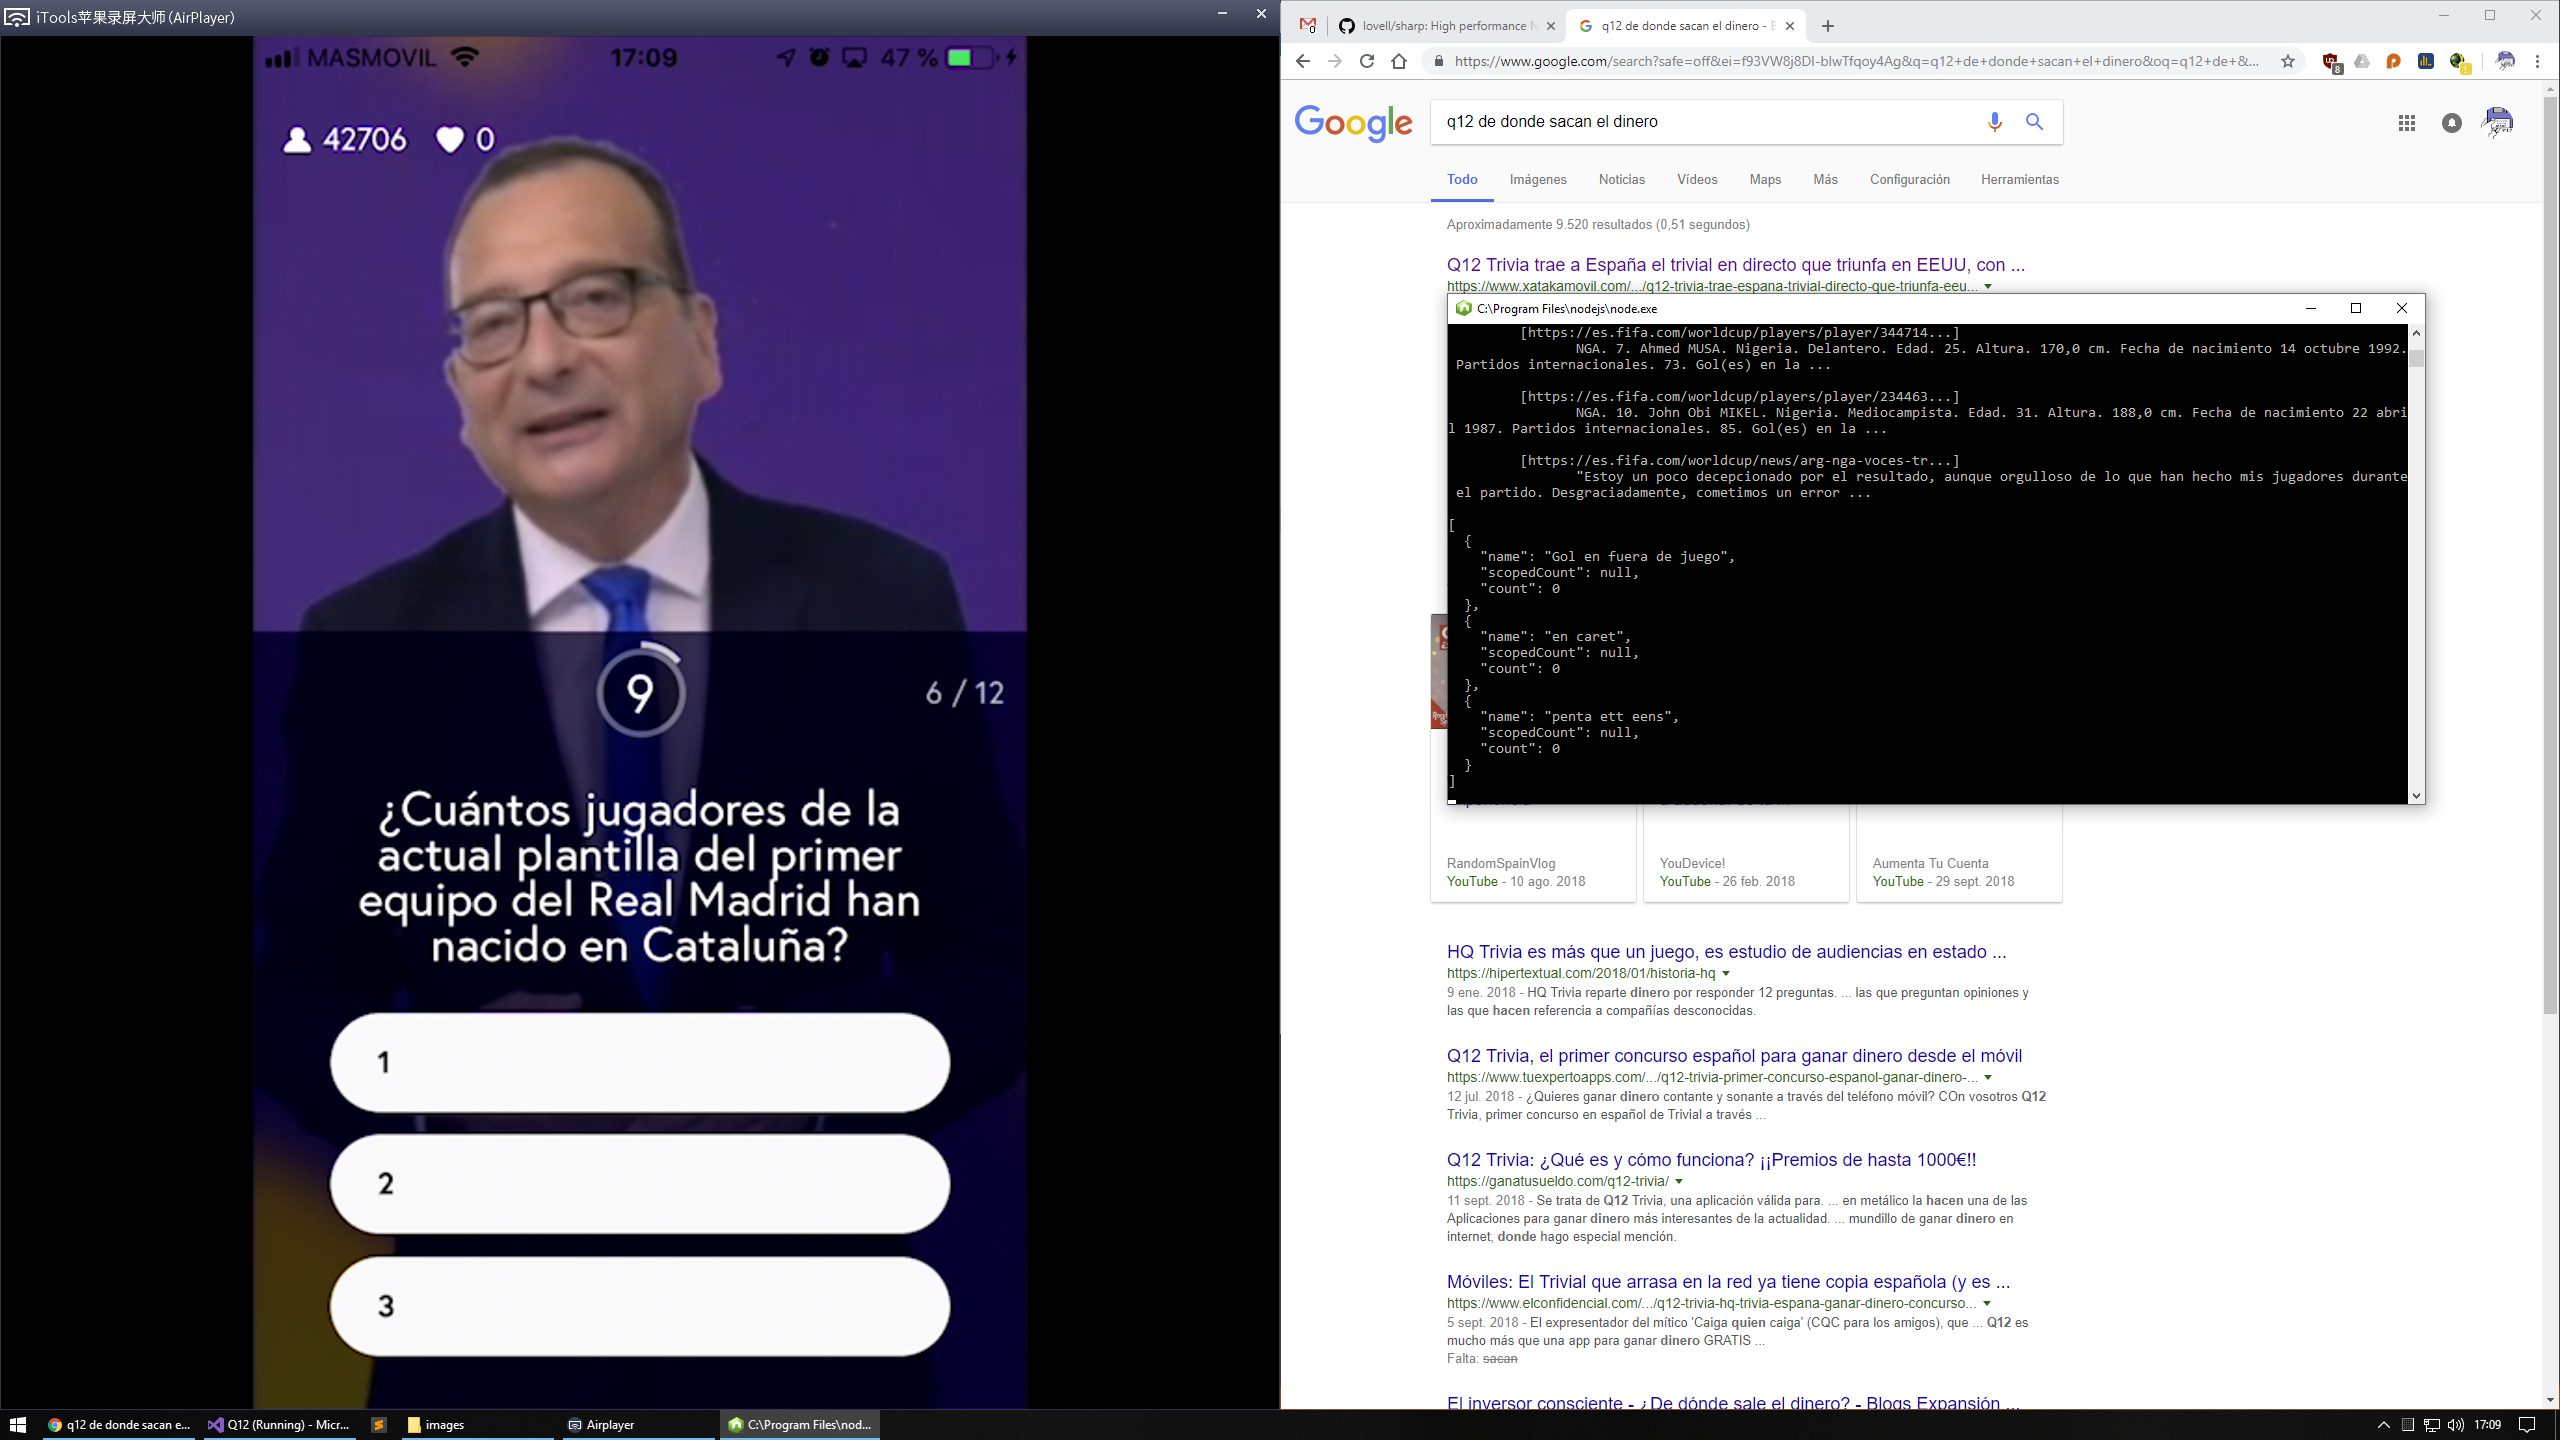 iTools苹果录屏大师(AirPlayer)
MASMOVIL
17:09
47 %
42706
0
9
6 / 12
¿Cuántos jugadores de la
actual plantilla del primer
equipo del Real Madrid han
nacido en Cataluña?
1
2
3
lovell/sharp: High performance N
q12 de donde sacan el dinero - B
https://www.google.com/search?safe=off&ei=f93VW8j8DI-blwTfqoy4Ag&q=q12+de+donde+sacan+el+dinero&oq=q12+de+&...
Google
q12 de donde sacan el dinero
Todo
Imágenes
Noticias
Vídeos
Maps
Más
Configuración
Herramientas
Aproximadamente 9.520 resultados (0,51 segundos)
Q12 Trivia trae a España el trivial en directo que triunfa en EEUU, con ...
https://www.xatakamovil.com/.../q12-trivia-trae-espana-trivial-directo-que-triunfa-eeu...
C:\Program Files\nodejs\node.exe
[https://es.fifa.com/worldcup/players/player/344714...]
NGA. 7. Ahmed MUSA. Nigeria. Delantero. Edad. 25. Altura. 170,0 cm. Fecha de nacimiento 14 octubre 1992.
Partidos internacionales. 73. Gol(es) en la ...
[https://es.fifa.com/worldcup/players/player/234463...]
NGA. 10. John Obi MIKEL. Nigeria. Mediocampista. Edad. 31. Altura. 188,0 cm. Fecha de nacimiento 22 abri
l 1987. Partidos internacionales. 85. Gol(es) en la ...
[https://es.fifa.com/worldcup/news/arg-nga-voces-tr...]
"Estoy un poco decepcionado por el resultado, aunque orgulloso de lo que han hecho mis jugadores durante
el partido. Desgraciadamente, cometimos un error ...
[
{
"name": "Gol en fuera de juego",
"scopedCount": null,
"count": 0
},
{
"name": "en caret",
"scopedCount": null,
"count": 0
},
{
"name": "penta ett eens",
"scopedCount": null,
"count": 0
}
]
RandomSpainVlog
YouTube - 10 ago. 2018
YouDevice!
YouTube - 26 feb. 2018
Aumenta Tu Cuenta
YouTube - 29 sept. 2018
HQ Trivia es más que un juego, es estudio de audiencias en estado ...
https://hipertextual.com/2018/01/historia-hq
9 ene. 2018 - HQ Trivia reparte dinero por responder 12 preguntas. ... las que preguntan opiniones y
las que hacen referencia a compañías desconocidas.
Q12 Trivia, el primer concurso español para ganar dinero desde el móvil
https://www.tuexpertoapps.com/.../q12-trivia-primer-concurso-espanol-ganar-dinero-...
12 jul. 2018 - ¿Quieres ganar dinero contante y sonante a través del teléfono móvil? COn vosotros Q12
Trivia, primer concurso en español de Trivial a través ...
Q12 Trivia: ¿Qué es y cómo funciona? ¡¡Premios de hasta 1000€!!
https://ganatusueldo.com/q12-trivia/
11 sept. 2018 - Se trata de Q12 Trivia, una aplicación válida para. ... en metálico la hacen una de las
Aplicaciones para ganar dinero más interesantes de la actualidad. ... mundillo de ganar dinero en
internet, donde hago especial mención.
Móviles: El Trivial que arrasa en la red ya tiene copia española (y es ...
https://www.elconfidencial.com/.../q12-trivia-hq-trivia-espana-ganar-dinero-concurso...
5 sept. 2018 - El expresentador del mítico 'Caiga quien caiga' (CQC para los amigos), que ... Q12 es
mucho más que una app para ganar dinero GRATIS ...
Falta: sacan
El inversor consciente - ¿De dónde sale el dinero? - Blogs Expansión ...
q12 de donde sacan e...
Q12 (Running) - Micr...
images
Airplayer
C:\Program Files\nod...
17:09